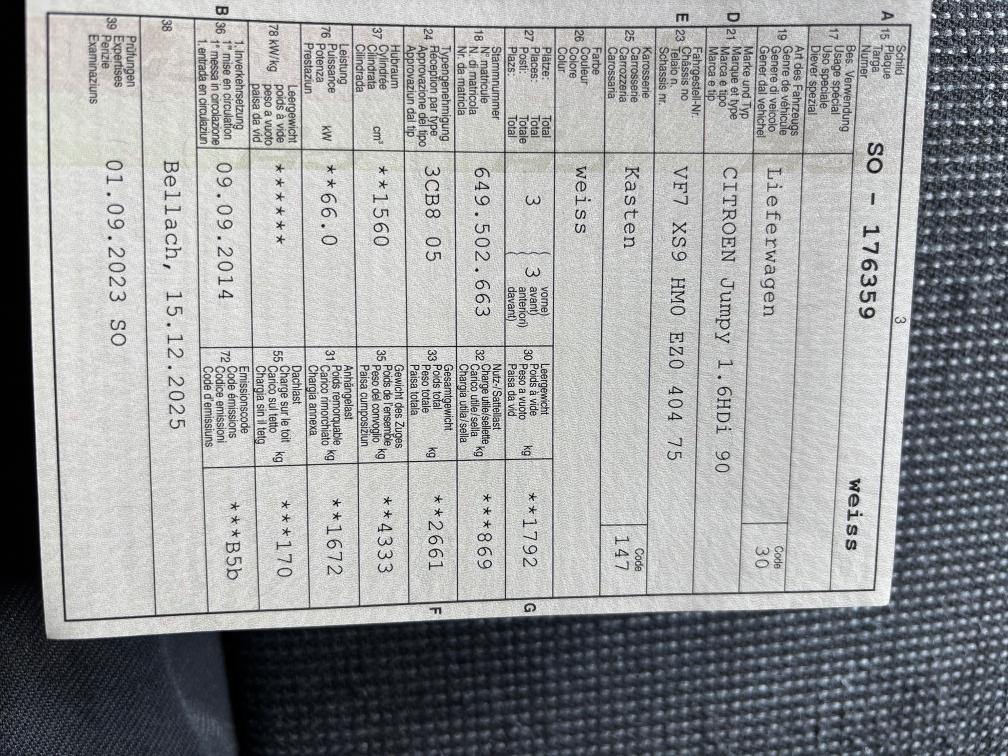 3
A 15 Schild
Plaque
Targa
Numer
SO - 176359
weiss
17 Bes. Verwendung
Usage spécial
Uso speciale
Diever spezial
19 Art des Fahrzeugs
Genre de véhicule
Genere di veicolo
Gener dal vehichel
Lieferwagen
Code
30
D 21 Marke und Typ
Marque et type
Marca e tipo
Marca e tip
CITROEN Jumpy 1.6HDi 90
E 23 Fahrgestell-Nr.
Châssis no
Telaio n.
Schassis nr.
VF7 XS9 HM0 EZ0 404 75
25 Karosserie
Carrosserie
Carrozzeria
Carossaria
Kasten
Code
147
26 Farbe
Couleur
Colore
Colur
weiss
27 Plätze: Total
Places: Total
Posti: Totale
Plazs: Total
3
3
vorne)
avant)
anteriori)
davant)
30 Leergewicht
Poids à vide
Peso a vuoto kg
Paisa da vid
**1792
G
18 Stammnummer
N° matricule
N. di matricola
Nr. da matricla
649.502.663
32 Nutz-/Sattellast
Charge utile/sellette kg
Carico utile/sella
Chargia utila/sella
***869
24 Typengenehmigung
Réception par type
Approvazione del tipo
Approvaziun dal tip
3CB8 05
33 Gesamtgewicht
Poids total
Peso totale kg
Paisa totala
**2661
F
37 Hubraum
Cylindrée
Cilindrata cm³
Cilindrada
**1560
35 Gewicht des Zuges
Poids de l'ensemble kg
Peso del convoglio
Paisa cumposiziun
**4333
76 Leistung
Puissance
Potenza kW
Prestaziun
**66.0
31 Anhängelast
Poids remorquable kg
Carico rimorchiato
Chargia annexa
**1672
78 kW/kg Leergewicht
poids à vide
peso a vuoto
paisa da vid
******
55 Dachlast
Charge sur le toit kg
Carico sul tetto
Chargia sin il tetg
***170
B 36 1. Inverkehrsetzung
1re mise en circulation
1a messa in circolazione
1. entrada en circulaziun
09.09.2014
72 Emissionscode
Code émissions
Codice emissioni
Code d'emissiuns
***B5b
38
Bellach, 15.12.2025
39 Prüfungen
Expertises
Perizie
Examinaziuns
01.09.2023 SO